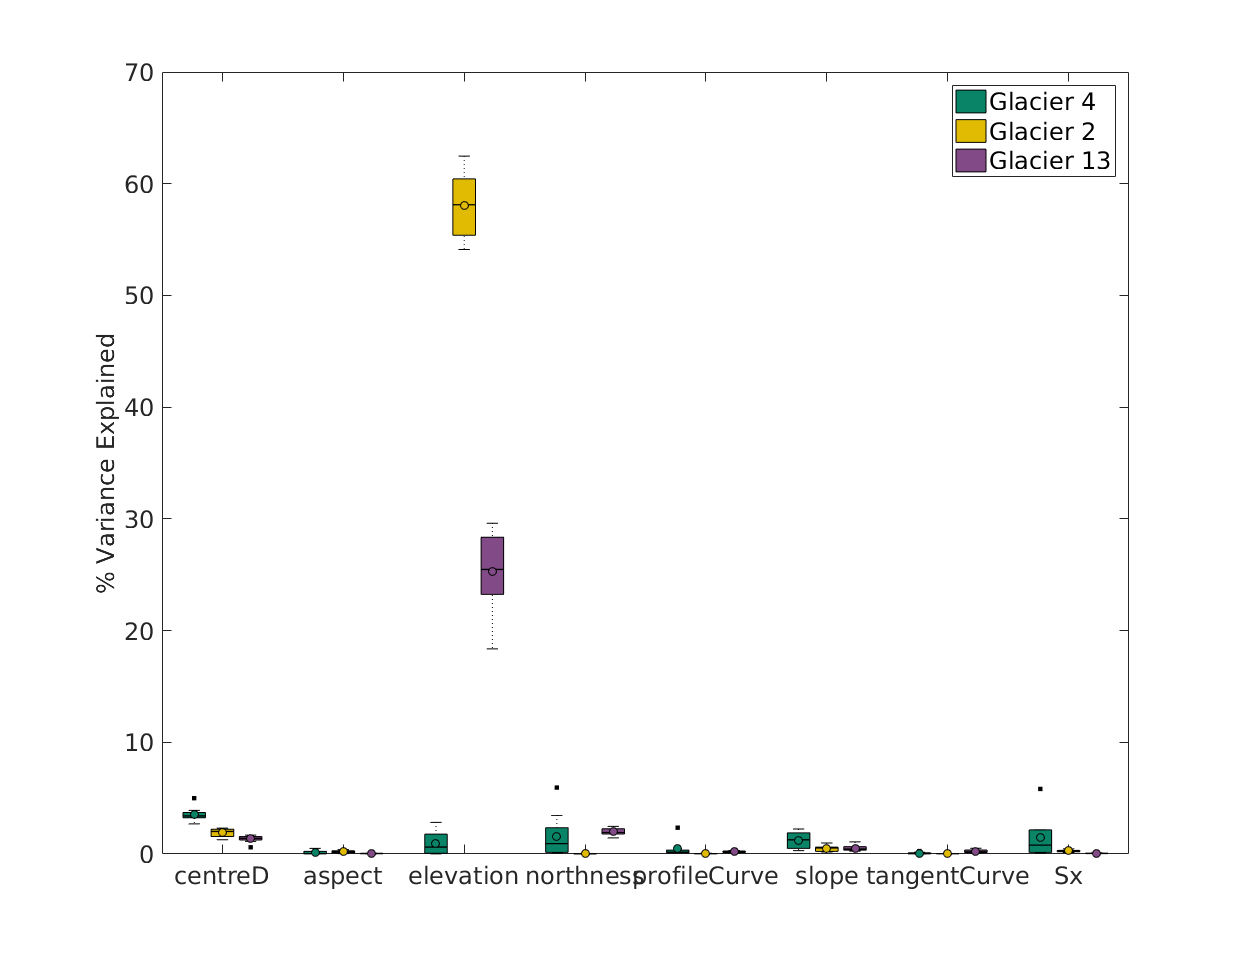 70
Glacier 4
Glacier 2
Glacier 13
60
50
40
% Variance Explained
30
20
10
0
centreD aspect elevation northness profileCurve slope tangentCurve Sx